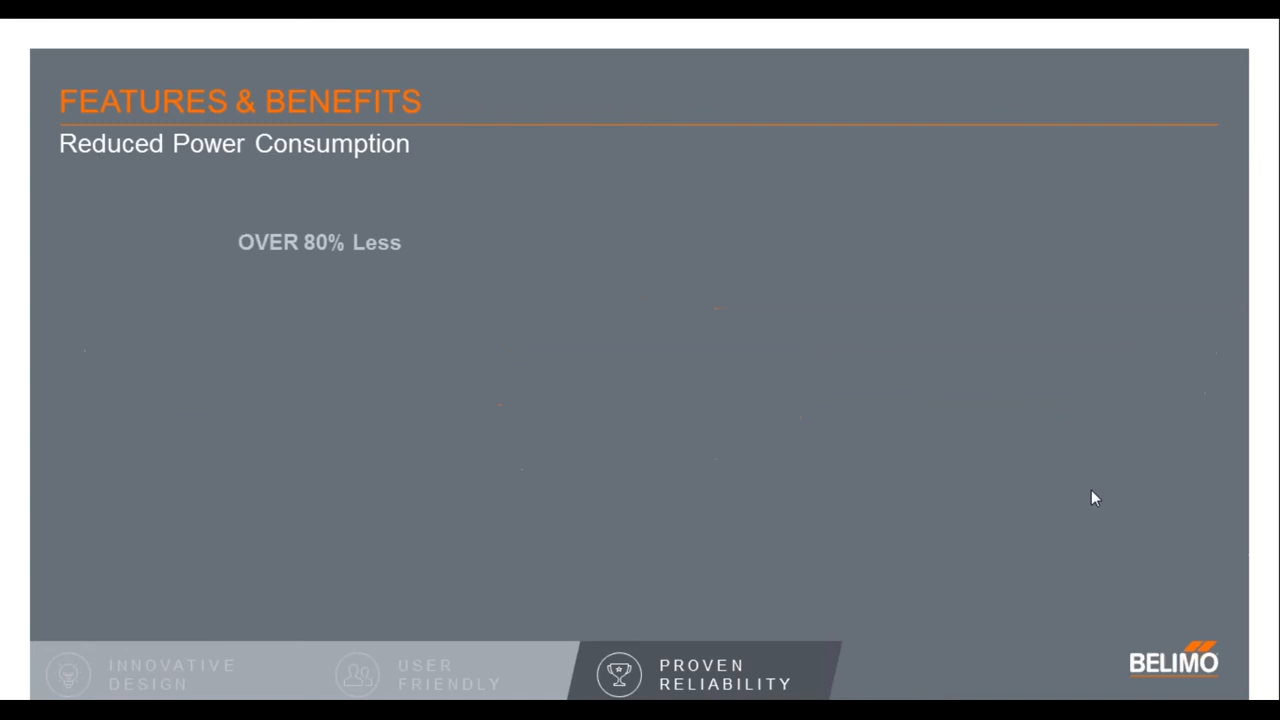 FEATURES & BENEFITS
Reduced Power Consumption
OVER 80% Less
INNOVATIVE
DESIGN
USER
FRIENDLY
PROVEN
RELIABILITY
BELIMO